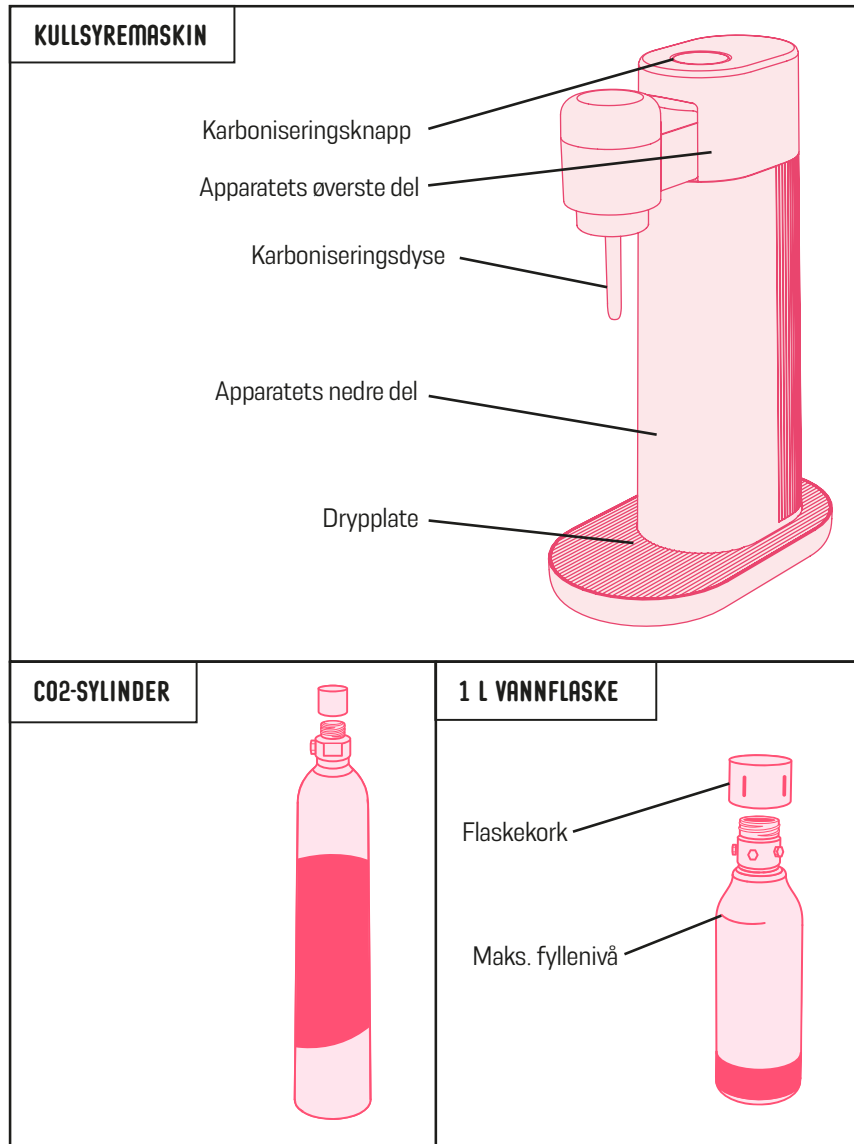 KULLSYREMASKIN
Karboniseringsknapp
Apparatets øverste del
Karboniseringsdyse
Apparatets nedre del
Drypplate
CO2-SYLINDER
1 L VANNFLASKE
Flaskekork
Maks. fyllenivå